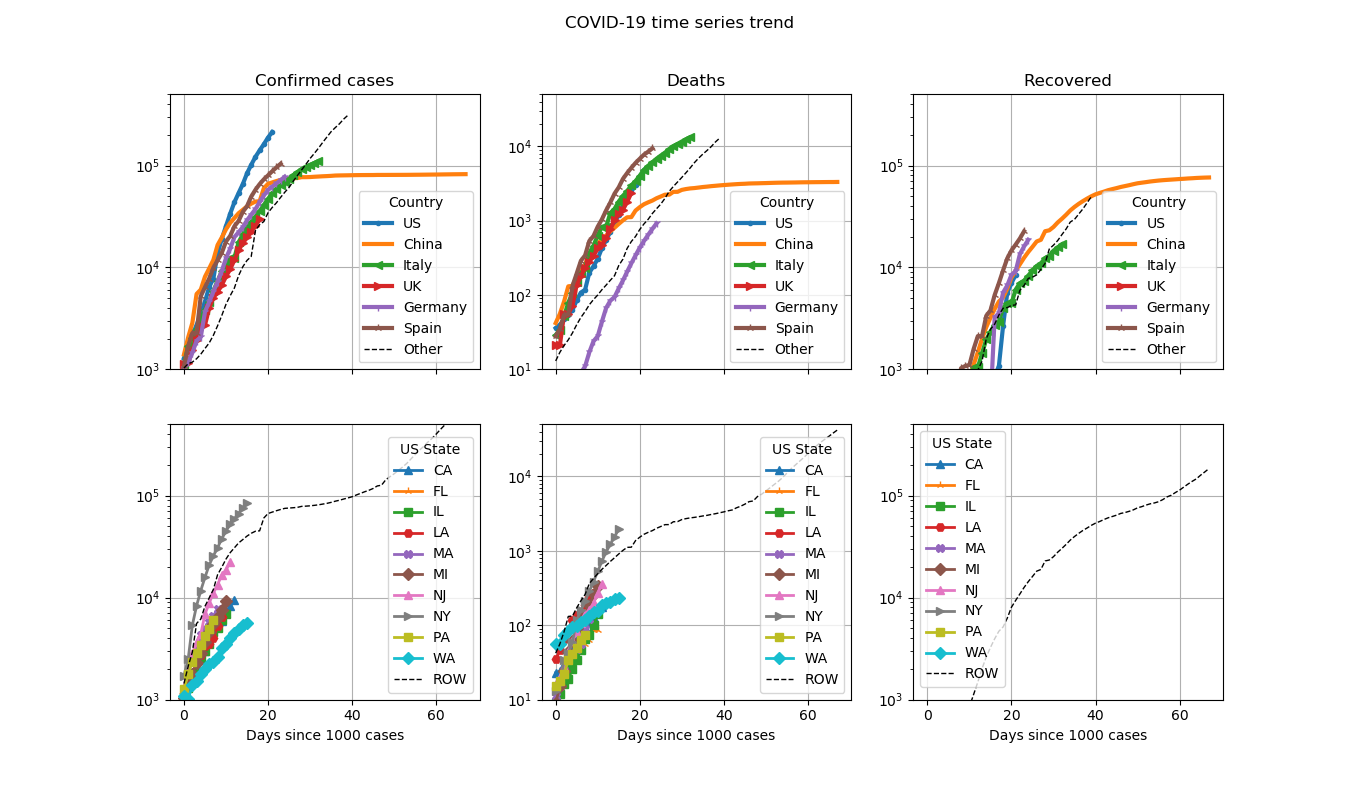 COVID-19 time series trend
Confirmed cases
10^5
10^4
10^3
Country
US
China
Italy
UK
Germany
Spain
Other
Deaths
10^4
10^3
10^2
10^1
Country
US
China
Italy
UK
Germany
Spain
Other
Recovered
10^5
10^4
10^3
Country
US
China
Italy
UK
Germany
Spain
Other
10^5
10^4
10^3
US State
CA
FL
IL
LA
MA
MI
NJ
NY
PA
WA
ROW
0 20 40 60
Days since 1000 cases
10^4
10^3
10^2
10^1
US State
CA
FL
IL
LA
MA
MI
NJ
NY
PA
WA
ROW
0 20 40 60
Days since 1000 cases
10^5
10^4
10^3
US State
CA
FL
IL
LA
MA
MI
NJ
NY
PA
WA
ROW
0 20 40 60
Days since 1000 cases